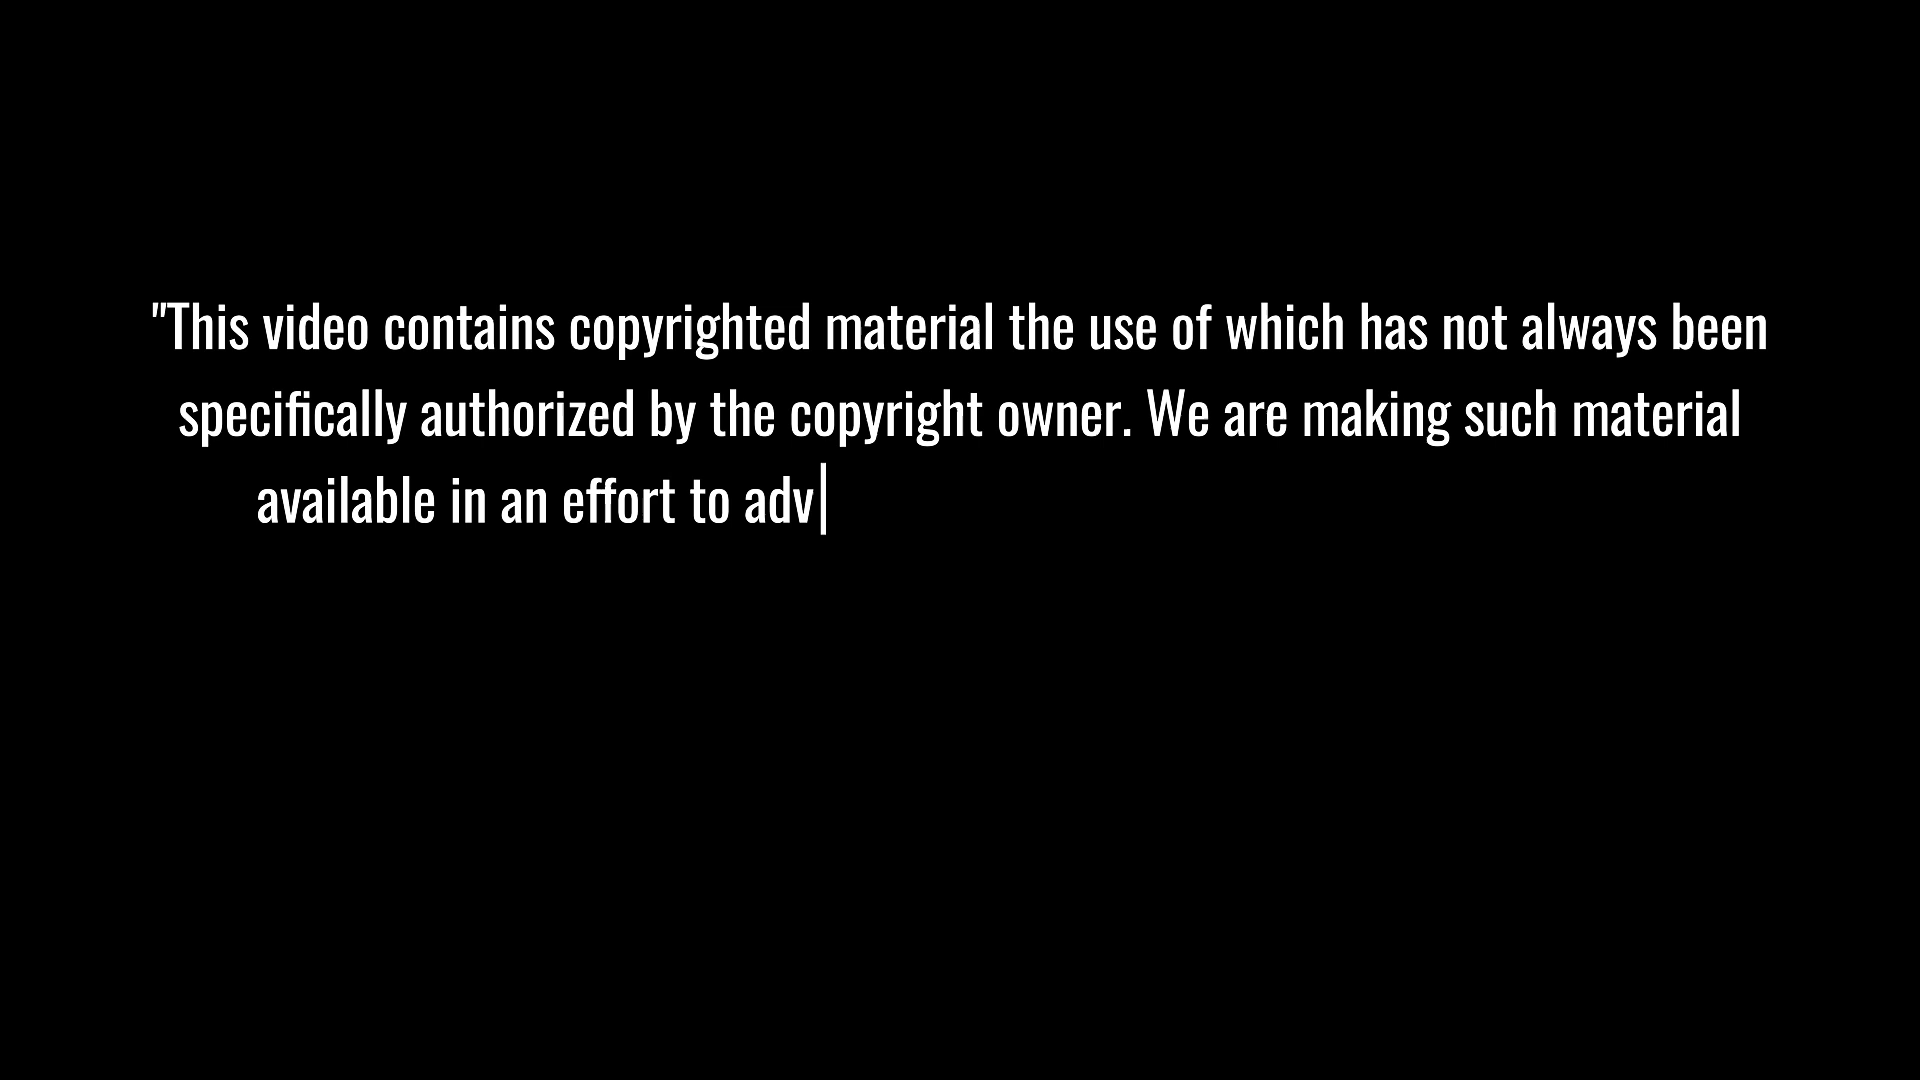 "This video contains copyrighted material the use of which has not always been
specifically authorized by the copyright owner. We are making such material
available in an effort to adv